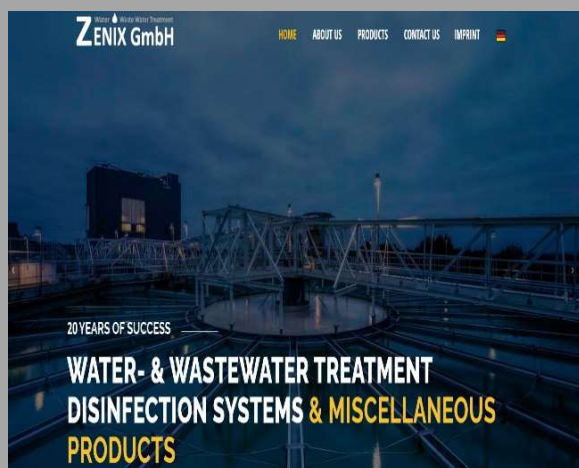 Water Waste Water Treatment
ZENIX GmbH
HOME ABOUT US PRODUCTS CONTACT US IMPRINT
20 YEARS OF SUCCESS
WATER- & WASTEWATER TREATMENT
DISINFECTION SYSTEMS & MISCELLANEOUS
PRODUCTS